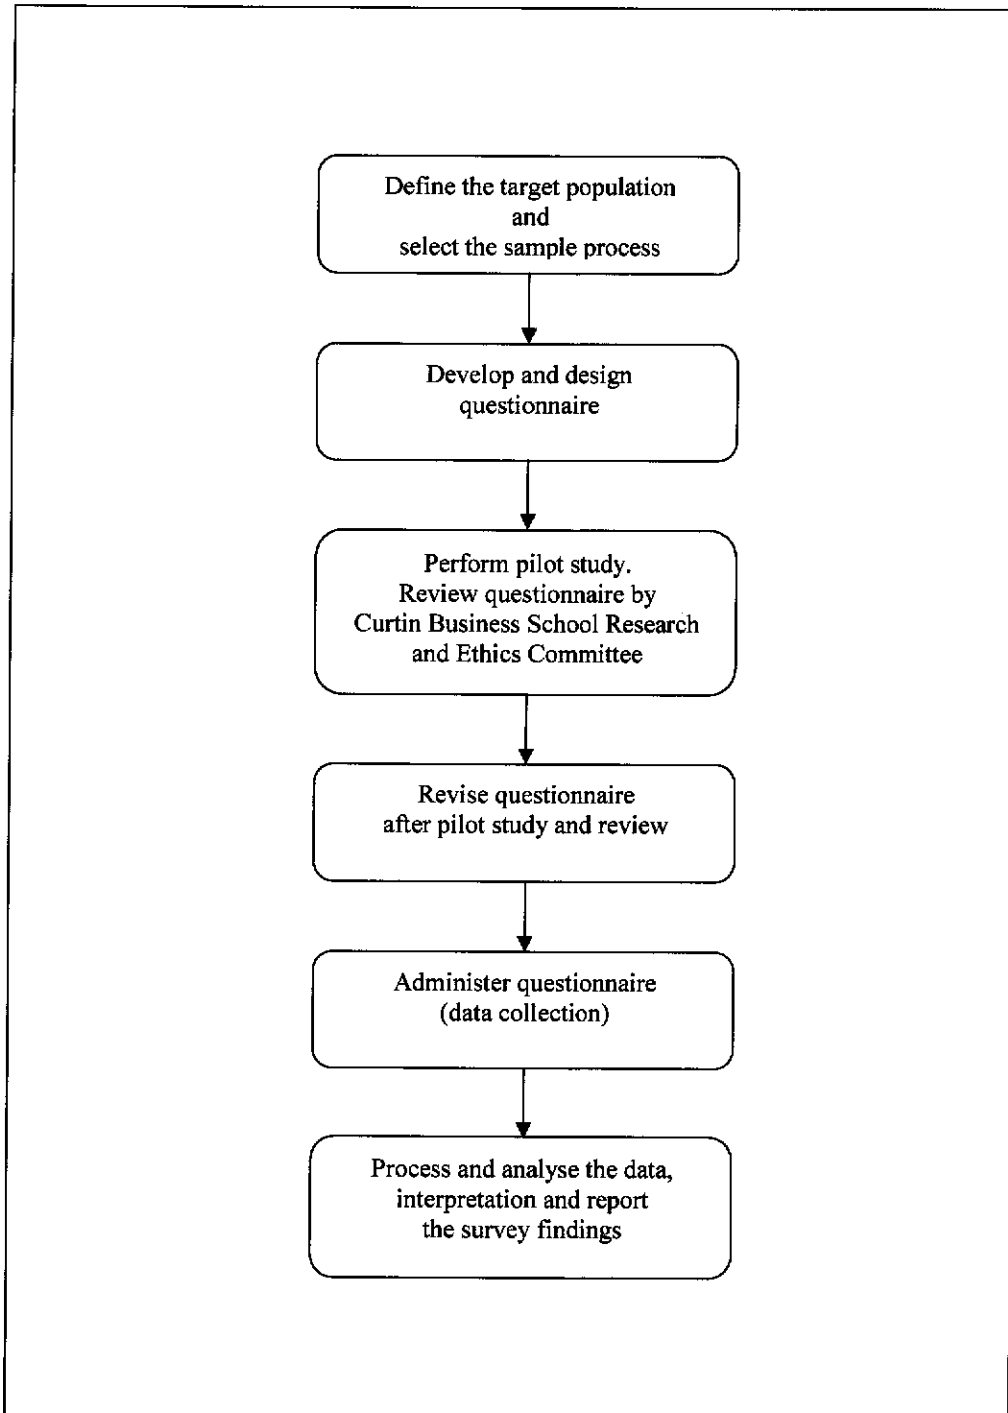 Define the target population
and
select the sample process
Develop and design
questionnaire
Perform pilot study.
Review questionnaire by
Curtin Business School Research
and Ethics Committee
Revise questionnaire
after pilot study and review
Administer questionnaire
(data collection)
Process and analyse the data,
interpretation and report
the survey findings